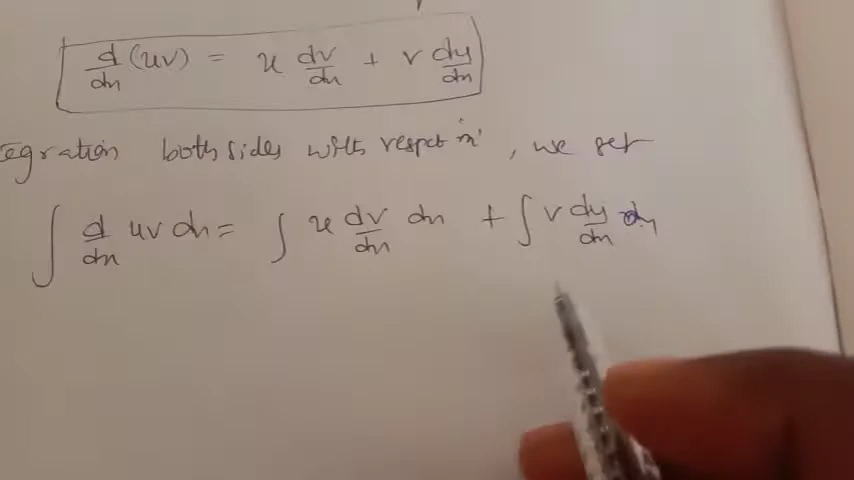 d/dx (uv) = u dv/dx + v du/dx
egration both sides with respect 'x', we get
∫ d/dx uv dx = ∫ u dv/dx dx + ∫ v du/dx dx